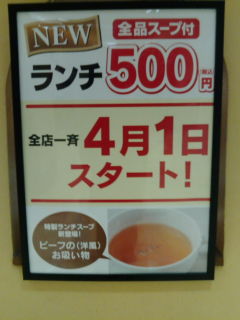 NEW
全品スープ付
ランチ500円(税込)
全店一斉
4月1日
スタート!
特製ランチスープ
新登場!
ビーフの(洋風)
お吸い物